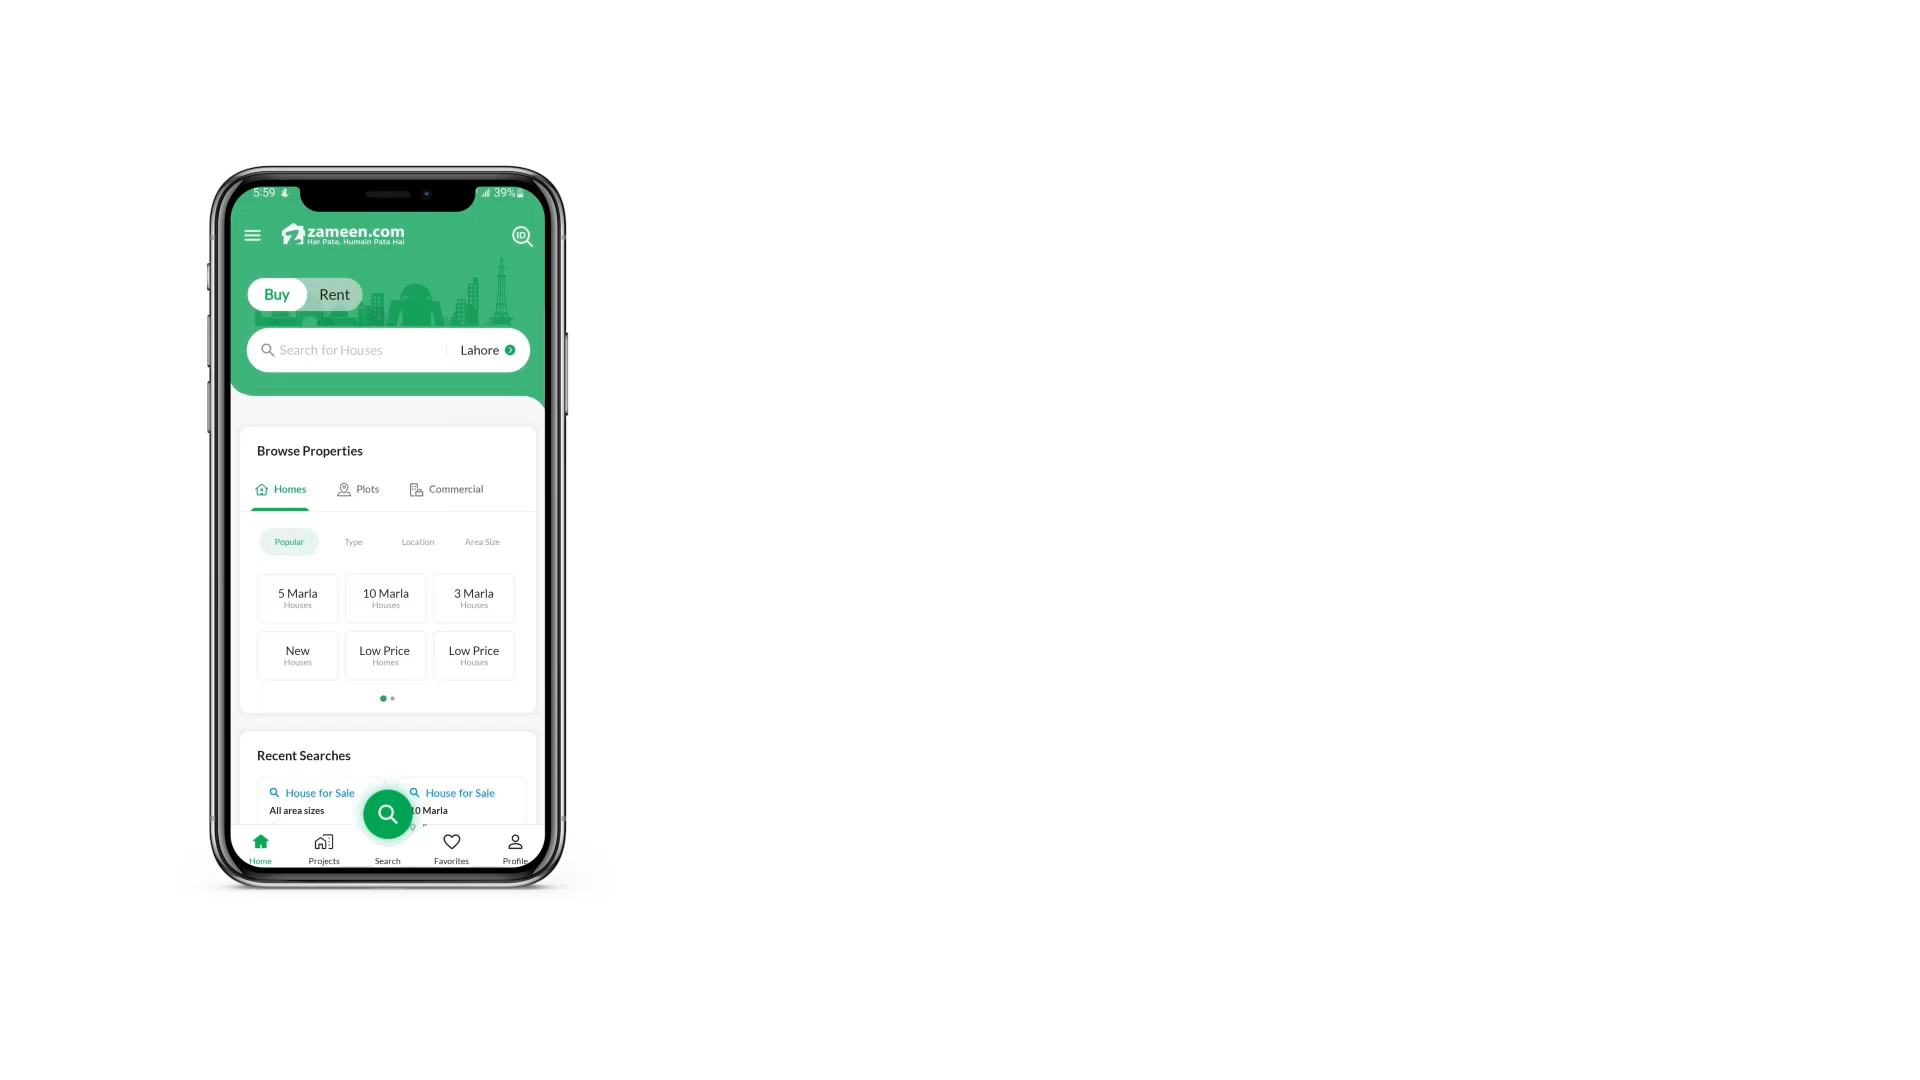 5:59
39%
zameen.com
Har Pata, Humain Pata Hai
ID
Buy Rent
Search for Houses Lahore
Browse Properties
Homes Plots Commercial
Popular Type Location Area Size
5 Marla 10 Marla 3 Marla
Houses Houses Houses
New Low Price Low Price
Houses Homes Houses
Recent Searches
House for Sale House for Sale
All area sizes 10 Marla
Home Projects Search Favorites Profile